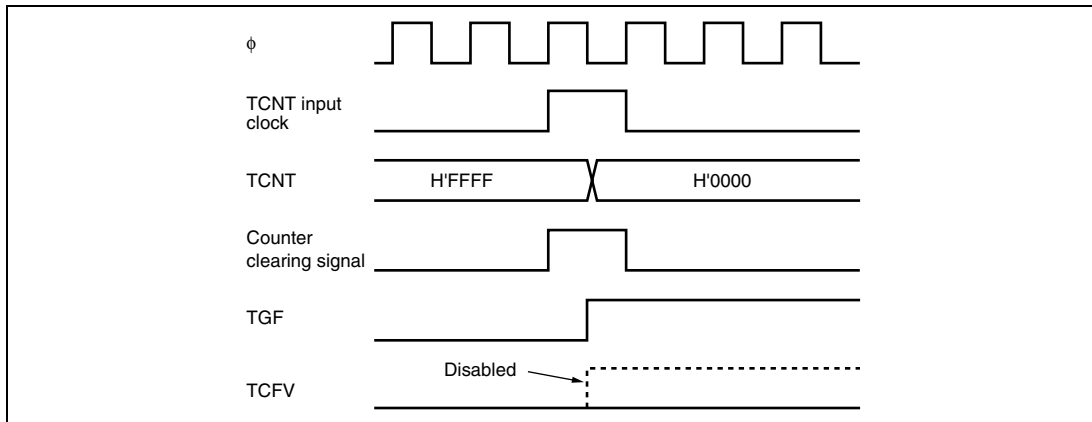 ϕ
TCNT input
clock
TCNT
H'FFFF
H'0000
Counter
clearing signal
TGF
Disabled
TCFV